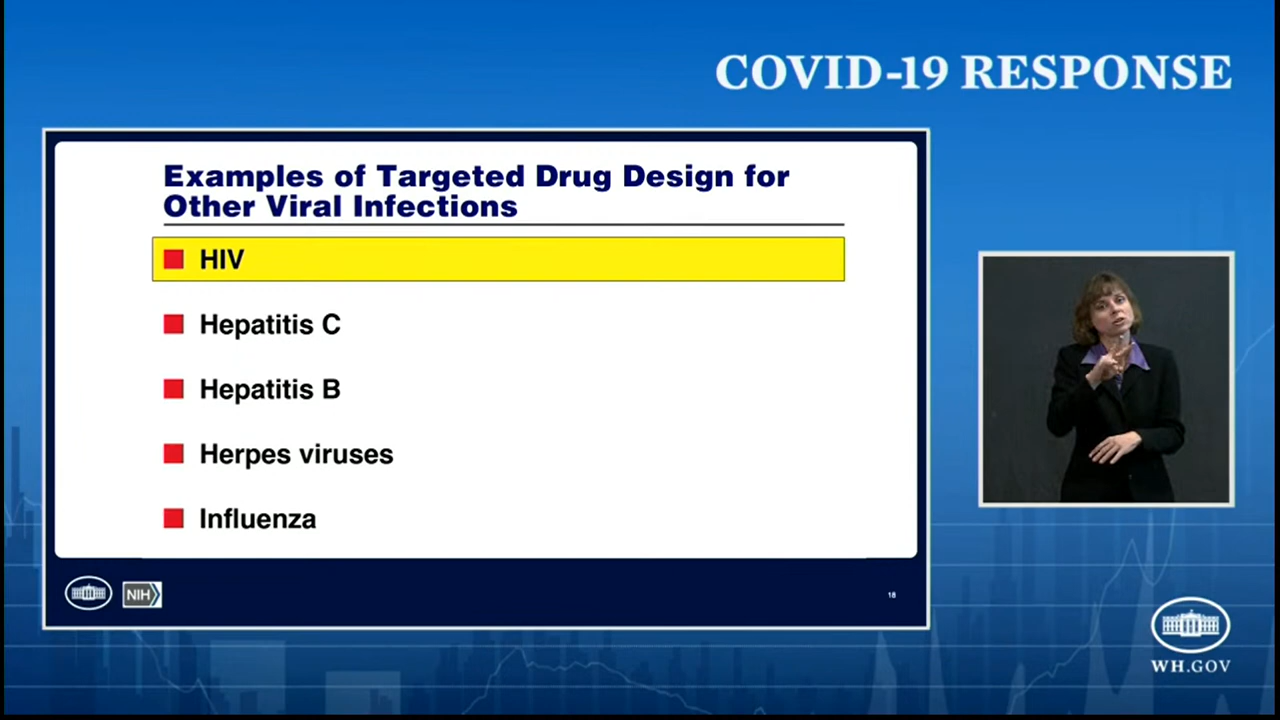 COVID-19 RESPONSE
Examples of Targeted Drug Design for
Other Viral Infections
HIV
Hepatitis C
Hepatitis B
Herpes viruses
Influenza
NIH
18
WH.GOV